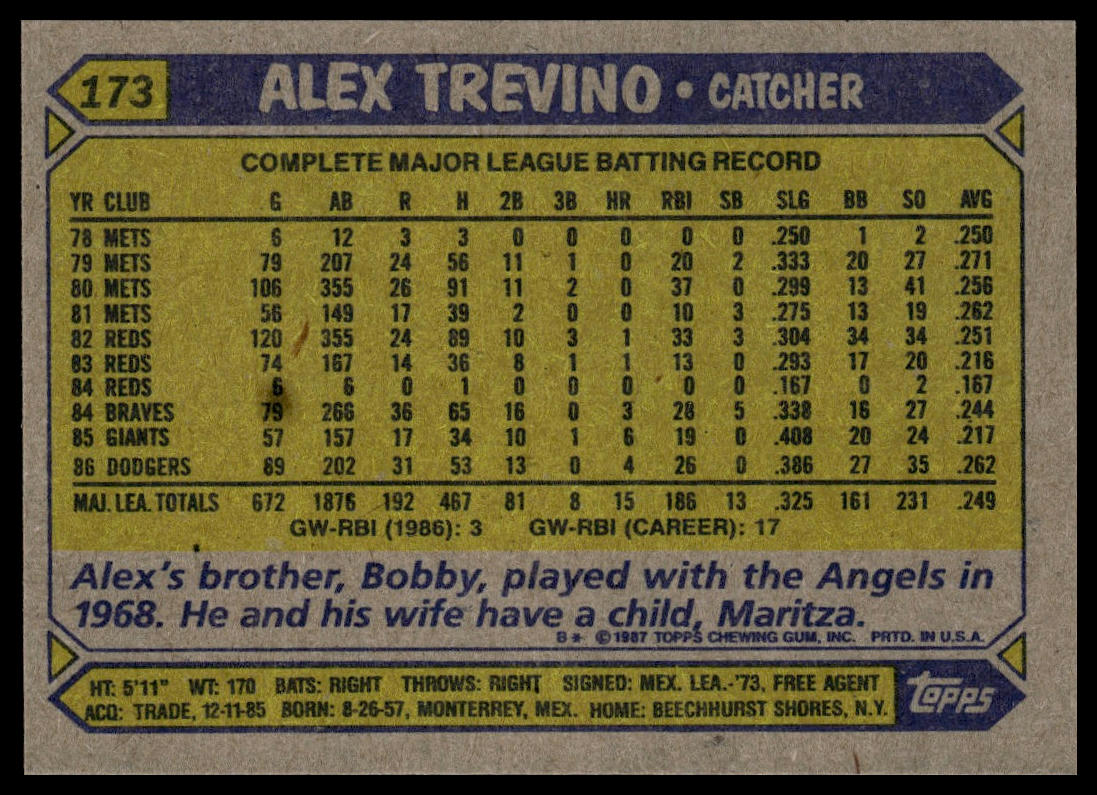 173 ALEX TREVINO • CATCHER
COMPLETE MAJOR LEAGUE BATTING RECORD
YR CLUB G AB R H 2B 3B HR RBI SB SLG BB SO AVG
78 METS 6 12 3 3 0 0 0 0 0 .250 1 2 .250
79 METS 79 207 24 56 11 1 0 20 2 .333 20 27 .271
80 METS 106 355 26 91 11 2 0 37 0 .299 13 41 .256
81 METS 56 149 17 39 2 0 0 10 3 .275 13 19 .262
82 REDS 120 355 24 89 10 3 1 33 3 .304 34 34 .251
83 REDS 74 167 14 36 8 1 1 13 0 .293 17 20 .216
84 REDS 6 6 0 1 0 0 0 0 0 .167 0 2 .167
84 BRAVES 79 266 36 65 16 0 3 28 5 .338 16 27 .244
85 GIANTS 57 157 17 34 10 1 6 19 0 .408 20 24 .217
86 DODGERS 89 202 31 53 13 0 4 26 0 .386 27 35 .262
MAJ. LEA. TOTALS 672 1876 192 467 81 8 15 186 13 .325 161 231 .249
GW-RBI (1986): 3 GW-RBI (CAREER): 17
Alex's brother, Bobby, played with the Angels in
1968. He and his wife have a child, Maritza.
B* ©1987 TOPPS CHEWING GUM, INC. PRTD. IN U.S.A.
HT: 5'11" WT: 170 BATS: RIGHT THROWS: RIGHT SIGNED: MEX. LEA.-'73, FREE AGENT
ACQ: TRADE, 12-11-85 BORN: 8-26-57, MONTERREY, MEX. HOME: BEECHHURST SHORES, N.Y.
topps